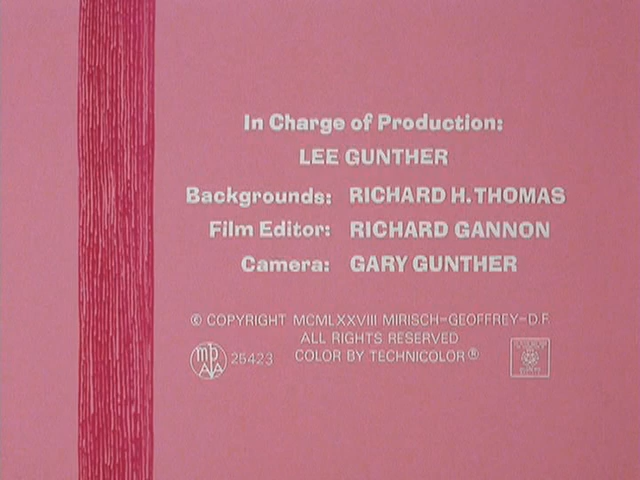 In Charge of Production:
LEE GUNTHER
Backgrounds: RICHARD H. THOMAS
Film Editor: RICHARD GANNON
Camera: GARY GUNTHER
© COPYRIGHT MCMLXXVIII MIRISCH-GEOFFREY-D.F.
ALL RIGHTS RESERVED
mpAA 25423 COLOR BY TECHNICOLOR®